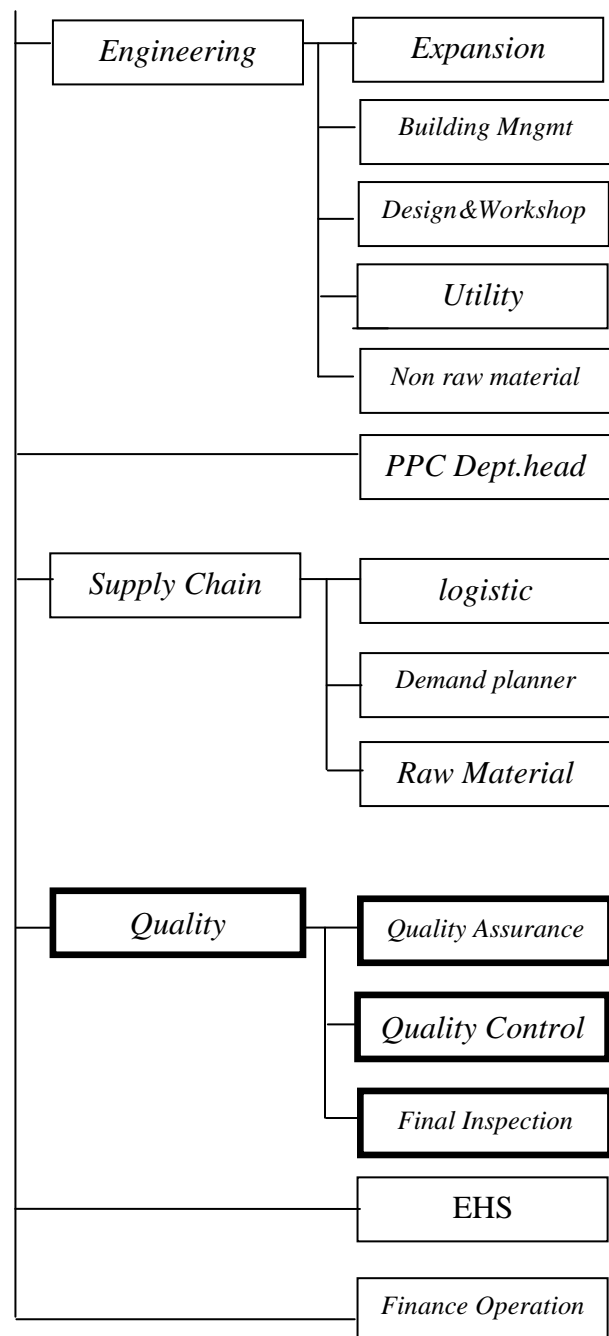 Engineering
Expansion
Building Mngmt
Design&Workshop
Utility
Non raw material
PPC Dept.head
Supply Chain
logistic
Demand planner
Raw Material
Quality
Quality Assurance
Quality Control
Final Inspection
EHS
Finance Operation